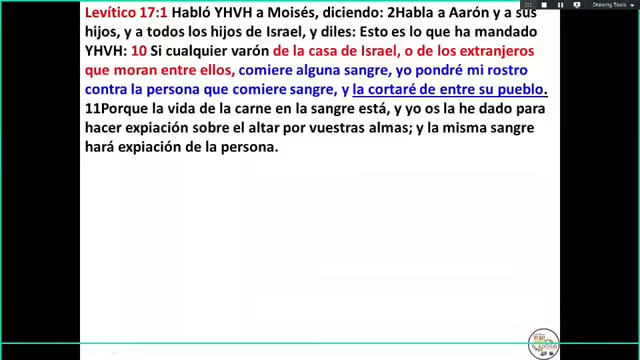 Drawing Tools
Levítico 17:1 Habló YHVH a Moisés, diciendo: 2Habla a Aarón y a sus
hijos, y a todos los hijos de Israel, y diles: Esto es lo que ha mandado
YHVH: 10 Si cualquier varón de la casa de Israel, o de los extranjeros
que moran entre ellos, comiere alguna sangre, yo pondré mi rostro
contra la persona que comiere sangre, y la cortaré de entre su pueblo.
11Porque la vida de la carne en la sangre está, y yo os la he dado para
hacer expiación sobre el altar por vuestras almas; y la misma sangre
hará expiación de la persona.